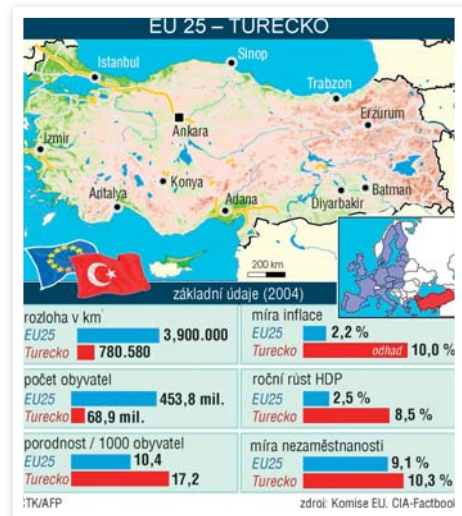 EU 25 – TURECKO
Sinop
Istanbul
Trabzon
Erzurum
Ankara
Izmir
Konya
Batman
Antalya
Adana
Diyarbakir
200 km
základní údaje (2004)
rozloha v km
EU25 3,900.000
Turecko 780.580
míra inflace
EU25 2,2 %
Turecko odhad 10,0 %
počet obyvatel
EU25 453,8 mil.
Turecko 68,9 mil.
roční růst HDP
EU25 2,5 %
Turecko 8,5 %
porodnost / 1000 obyvatel
EU25 10,4
Turecko 17,2
míra nezaměstnanosti
EU25 9,1 %
Turecko 10,3 %
ČTK/AFP zdroj: Komise EU. CIA-Factbook